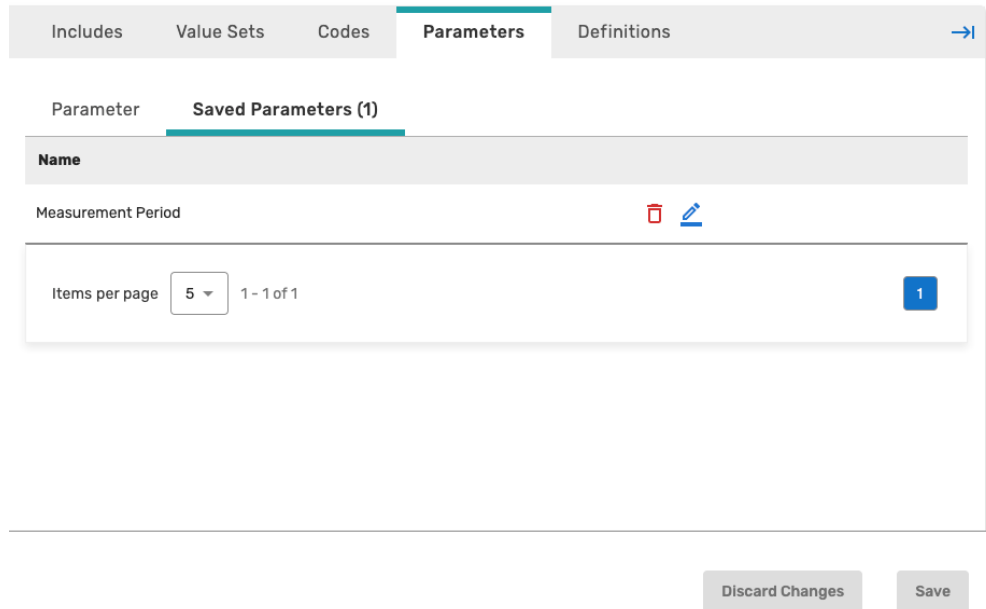 Includes Value Sets Codes Parameters Definitions
Parameter Saved Parameters (1)
Name
Measurement Period
Items per page 5 1 - 1 of 1 1
Discard Changes Save